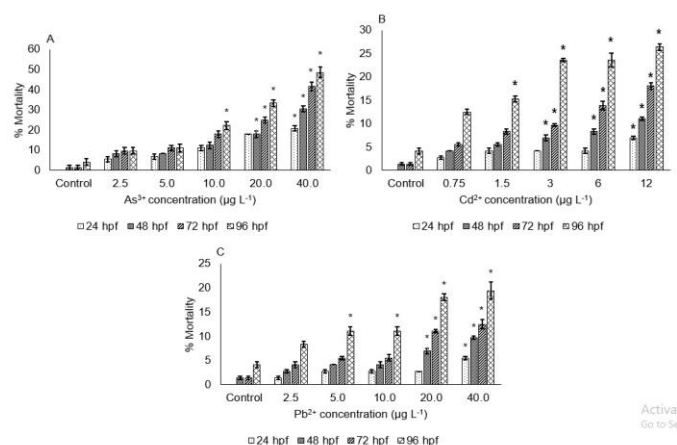 A
60
50
40
30
20
10
0
% Mortality
Control 2.5 5.0 10.0 20.0 40.0
As³⁺ concentration (µg L⁻¹)
24 hpf 48 hpf 72 hpf 96 hpf
B
30
25
20
15
10
5
0
% Mortality
Control 0.75 1.5 3 6 12
Cd²⁺ concentration (µg L⁻¹)
24 hpf 48 hpf 72 hpf 96 hpf
C
25
20
15
10
5
0
% Mortality
Control 2.5 5.0 10.0 20.0 40.0
Pb²⁺ concentration (µg L⁻¹)
24 hpf 48 hpf 72 hpf 96 hpf
Activa
Go to Se